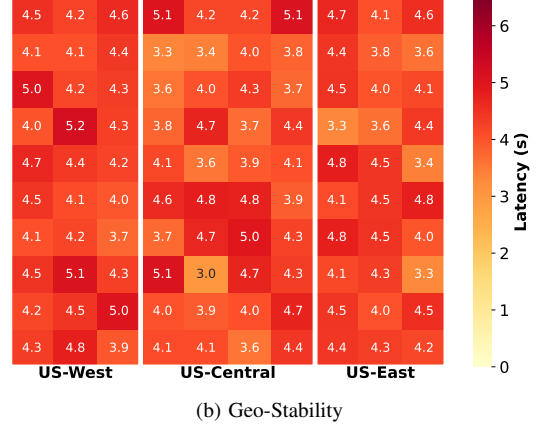 4.5 4.2 4.6 5.1 4.2 4.2 5.1 4.7 4.1 4.6
4.1 4.1 4.4 3.3 3.4 4.0 3.8 4.4 3.8 3.6
5.0 4.2 4.3 3.6 4.0 4.3 3.7 4.5 4.0 4.1
4.0 5.2 4.3 3.8 4.7 3.7 4.4 3.3 3.6 4.4
4.7 4.4 4.2 4.1 3.6 3.9 4.1 4.8 4.5 3.4
4.5 4.1 4.0 4.6 4.8 4.8 3.9 4.1 4.5 4.8
4.1 4.2 3.7 3.7 4.7 5.0 4.3 4.8 4.5 4.0
4.5 5.1 4.3 5.1 3.0 4.7 4.3 4.1 4.3 3.3
4.2 4.5 5.0 4.0 3.9 4.0 4.7 4.5 4.0 4.5
4.3 4.8 3.9 4.1 4.1 3.6 4.4 4.4 4.3 4.2
US-West US-Central US-East
6
5
4
3
2
1
0
Latency (s)
(b) Geo-Stability